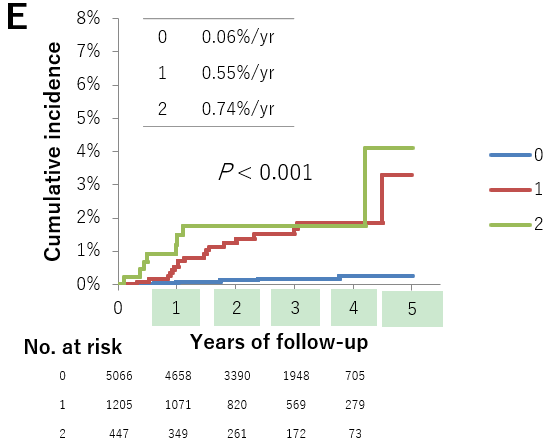 E
8%
7%
6%
5%
4%
3%
2%
1%
0%
Cumulative incidence
0 0.06%/yr
1 0.55%/yr
2 0.74%/yr
P < 0.001
0
1
2
0 1 2 3 4 5
Years of follow-up
No. at risk
0 5066 4658 3390 1948 705
1 1205 1071 820 569 279
2 447 349 261 172 73